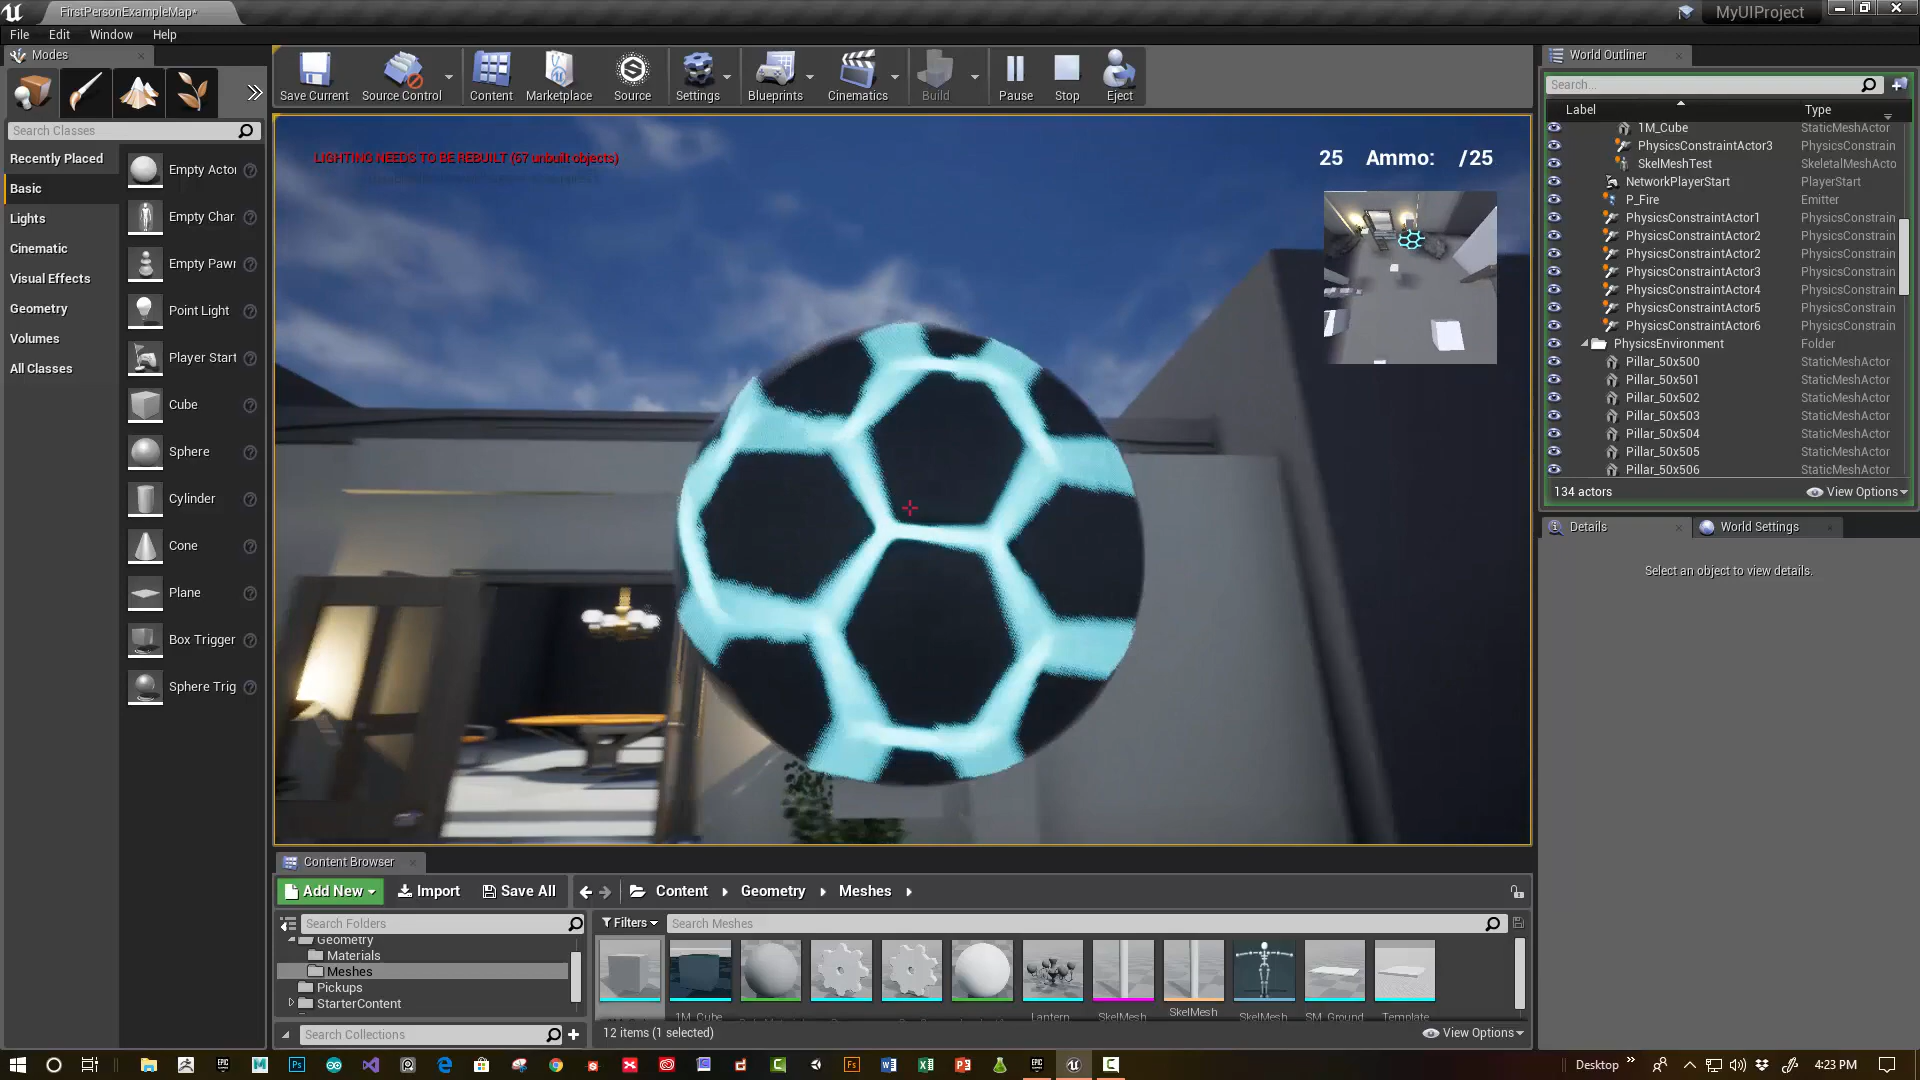 FirstPersonExampleMap*
MyUIProject
File Edit Window Help
Modes
Search Classes
Recently Placed
Basic
Lights
Cinematic
Visual Effects
Geometry
Volumes
All Classes
Empty Actor
Empty Char
Empty Pawn
Point Light
Player Start
Cube
Sphere
Cylinder
Cone
Plane
Box Trigger
Sphere Trig
Save Current
Source Control
Content
Marketplace
Source
Settings
Blueprints
Cinematics
Build
Pause
Stop
Eject
LIGHTING NEEDS TO BE REBUILT (67 unbuilt objects)
25 Ammo: /25
World Outliner
Search...
Label Type
1M_Cube StaticMeshActor
PhysicsConstraintActor3 PhysicsConstrain
SkelMeshTest SkeletalMeshActo
NetworkPlayerStart PlayerStart
P_Fire Emitter
PhysicsConstraintActor1 PhysicsConstrain
PhysicsConstraintActor2 PhysicsConstrain
PhysicsConstraintActor2 PhysicsConstrain
PhysicsConstraintActor3 PhysicsConstrain
PhysicsConstraintActor4 PhysicsConstrain
PhysicsConstraintActor5 PhysicsConstrain
PhysicsConstraintActor6 PhysicsConstrain
PhysicsEnvironment Folder
Pillar_50x500 StaticMeshActor
Pillar_50x501 StaticMeshActor
Pillar_50x502 StaticMeshActor
Pillar_50x503 StaticMeshActor
Pillar_50x504 StaticMeshActor
Pillar_50x505 StaticMeshActor
Pillar_50x506 StaticMeshActor
134 actors View Options
Details World Settings
Select an object to view details.
Content Browser
Add New Import Save All Content Geometry Meshes
Search Folders
Geometry
Materials
Meshes
Pickups
StarterContent
Search Collections
Filters Search Meshes
1M_Cube
Lantern
SkelMesh
SkelMesh
SkelMesh
SM_Ground
Template
12 items (1 selected) View Options
Desktop 4:23 PM